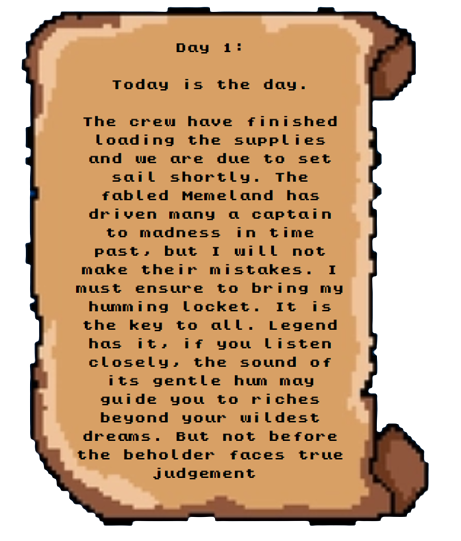 Day 1:
Today is the day.
The crew have finished
loading the supplies
and we are due to set
sail shortly. The
fabled Memeland has
driven many a captain
to madness in time
past, but I will not
make their mistakes. I
must ensure to bring my
humming locket. It is
the key to all. Legend
has it, if you listen
closely, the sound of
its gentle hum may
guide you to riches
beyond your wildest
dreams. But not before
the beholder faces true
judgement